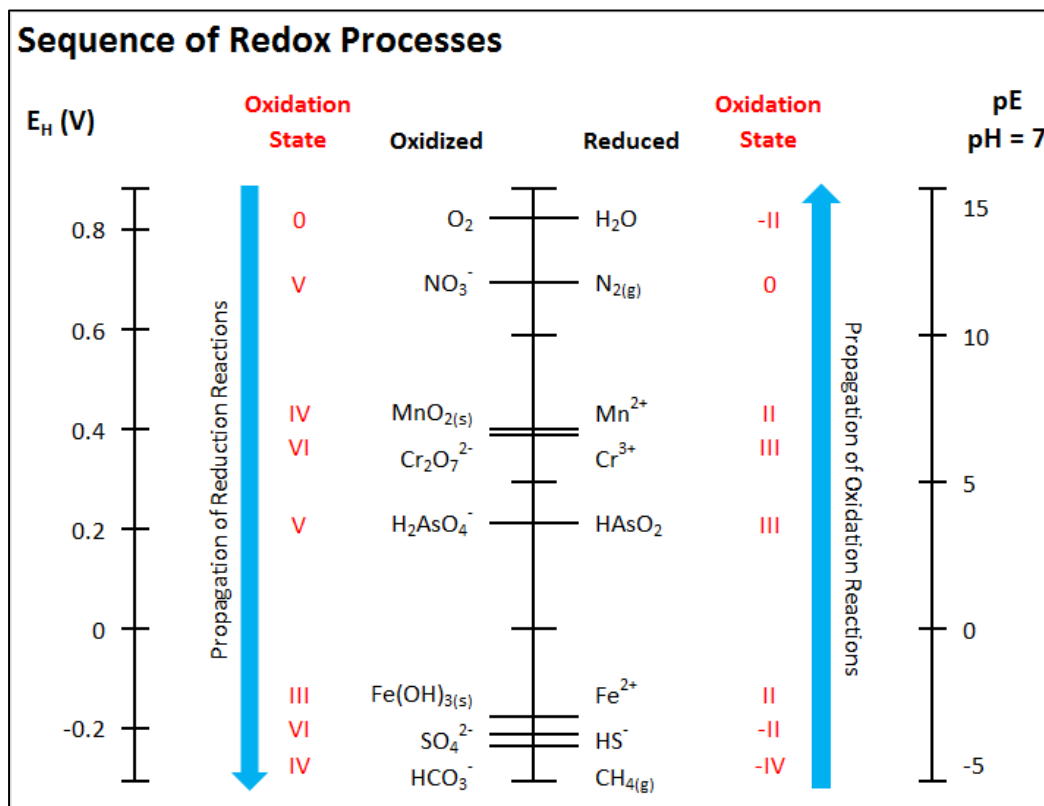 Sequence of Redox Processes
E_H (V)
Oxidation
State
Oxidized
Reduced
Oxidation
State
pE
pH = 7
0.8
0.6
0.4
0.2
0
-0.2
Propagation of Reduction Reactions
0 O₂ H₂O -II
V NO₃⁻ N₂₍g₎ 0
IV MnO₂₍s₎ Mn²⁺ II
VI Cr₂O₇²⁻ Cr³⁺ III
V H₂AsO₄⁻ HAsO₂ III
III Fe(OH)₃₍s₎ Fe²⁺ II
VI SO₄²⁻ HS⁻ -II
IV HCO₃⁻ CH₄₍g₎ -IV
Propagation of Oxidation Reactions
15
10
5
0
-5